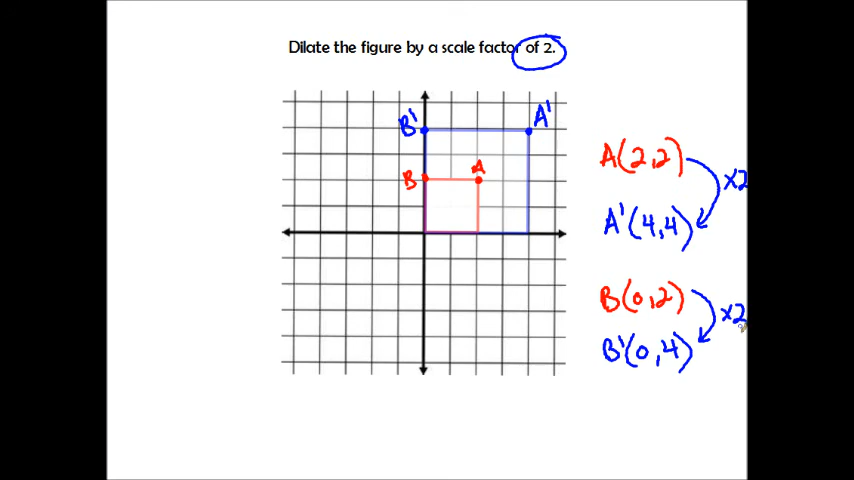 Dilate the figure by a scale factor of 2.
B' A'
B A
A(2,2)
x2
A'(4,4)
B(0,2)
x2
B'(0,4)